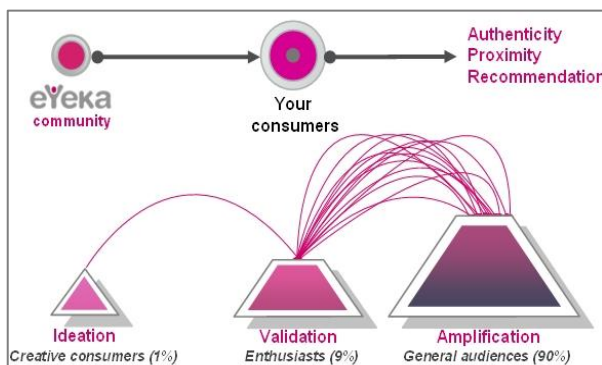 eYeka
community
Your
consumers
Authenticity
Proximity
Recommendation
Ideation
Creative consumers (1%)
Validation
Enthusiasts (9%)
Amplification
General audiences (90%)